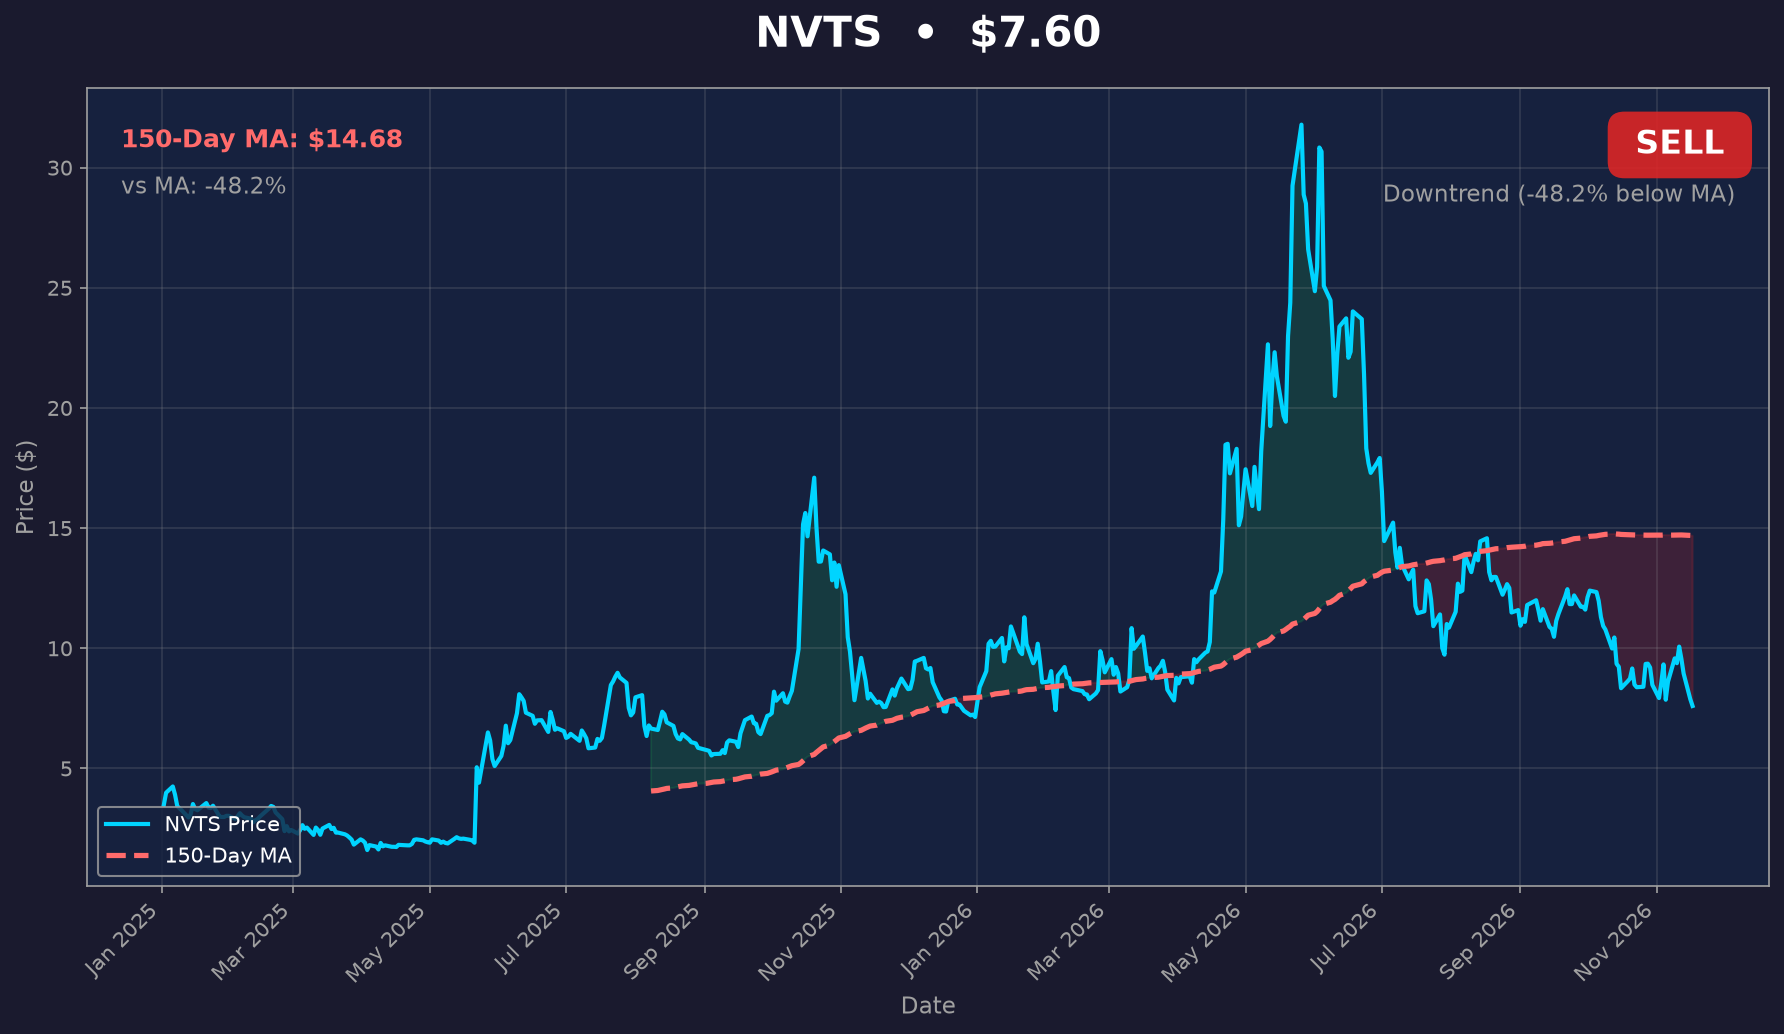 NVTS • $7.60
150-Day MA: $14.68
vs MA: -48.2%
SELL
Downtrend (-48.2% below MA)
Price ($)
30
25
20
15
10
5
NVTS Price
150-Day MA
Jan 2025
Mar 2025
May 2025
Jul 2025
Sep 2025
Nov 2025
Jan 2026
Mar 2026
May 2026
Jul 2026
Sep 2026
Nov 2026
Date